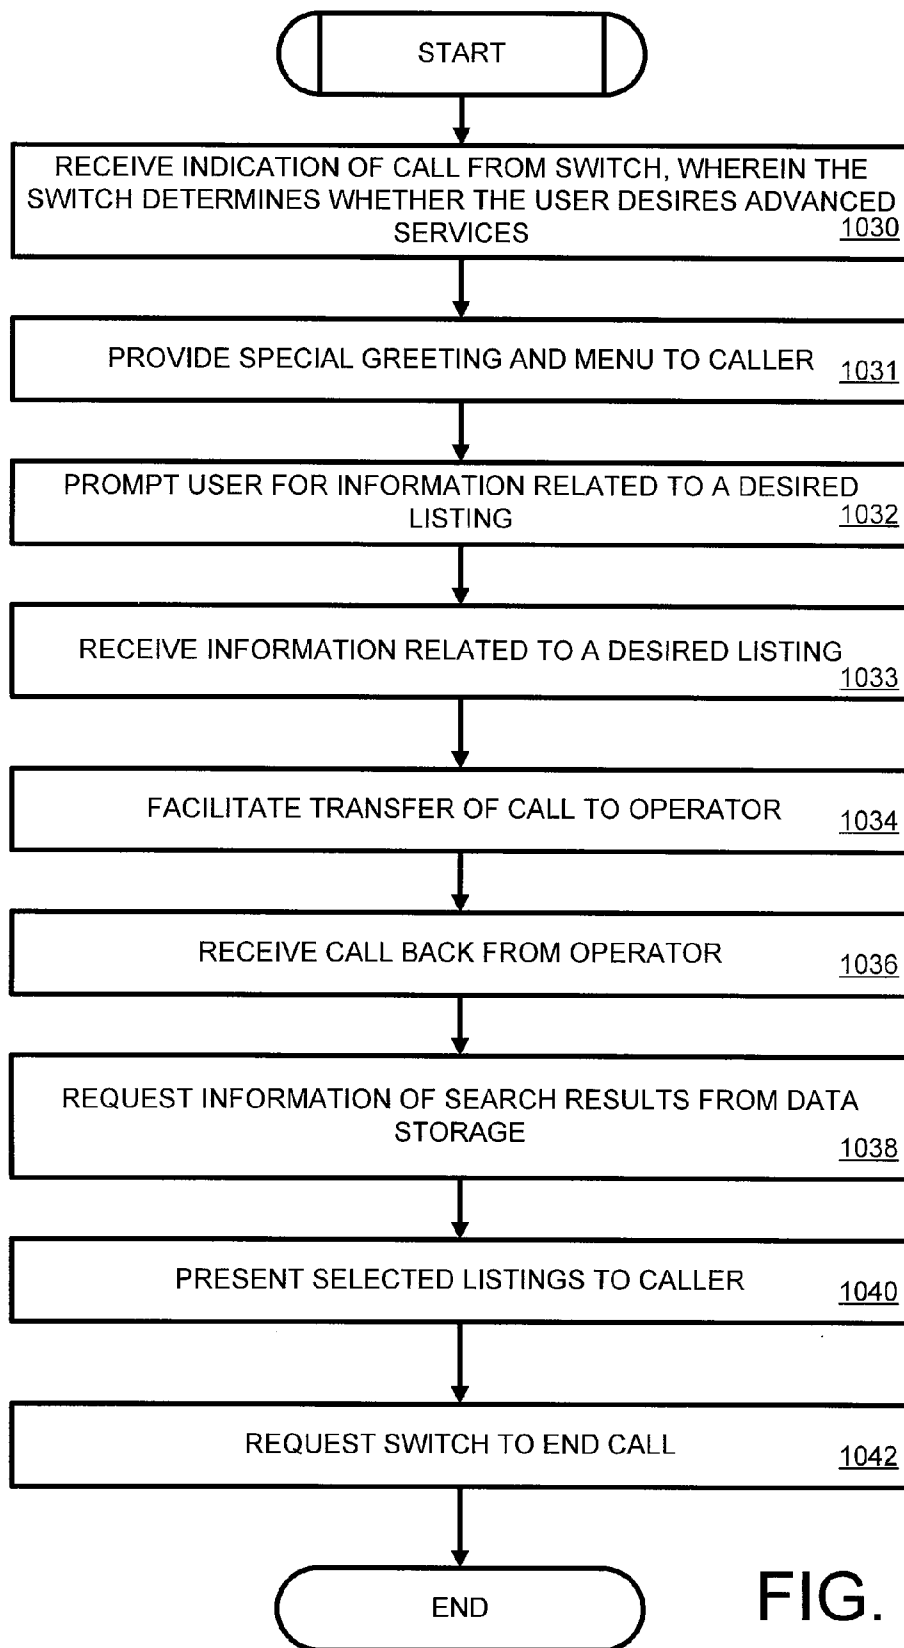 START
RECEIVE INDICATION OF CALL FROM SWITCH, WHEREIN THE
SWITCH DETERMINES WHETHER THE USER DESIRES ADVANCED
SERVICES
1030
PROVIDE SPECIAL GREETING AND MENU TO CALLER
1031
PROMPT USER FOR INFORMATION RELATED TO A DESIRED
LISTING
1032
RECEIVE INFORMATION RELATED TO A DESIRED LISTING
1033
FACILITATE TRANSFER OF CALL TO OPERATOR
1034
RECEIVE CALL BACK FROM OPERATOR
1036
REQUEST INFORMATION OF SEARCH RESULTS FROM DATA
STORAGE
1038
PRESENT SELECTED LISTINGS TO CALLER
1040
REQUEST SWITCH TO END CALL
1042
END
FIG.